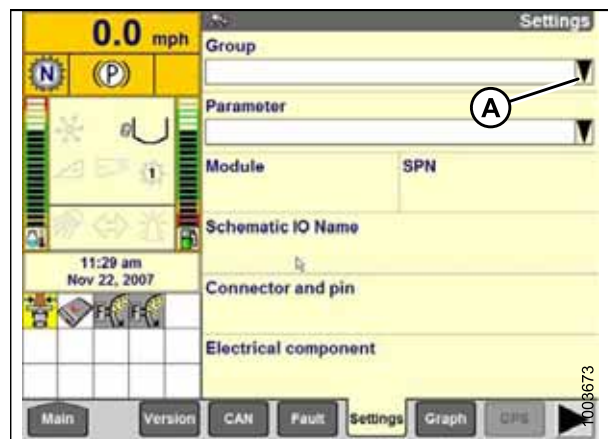 0.0 mph
Settings
Group
N
(P)
A
Parameter
Module
SPN
1
Schematic IO Name
11:29 am
Nov 22, 2007
Connector and pin
Electrical component
Main
Version
CAN
Fault
Settings
Graph
GPS
1003673